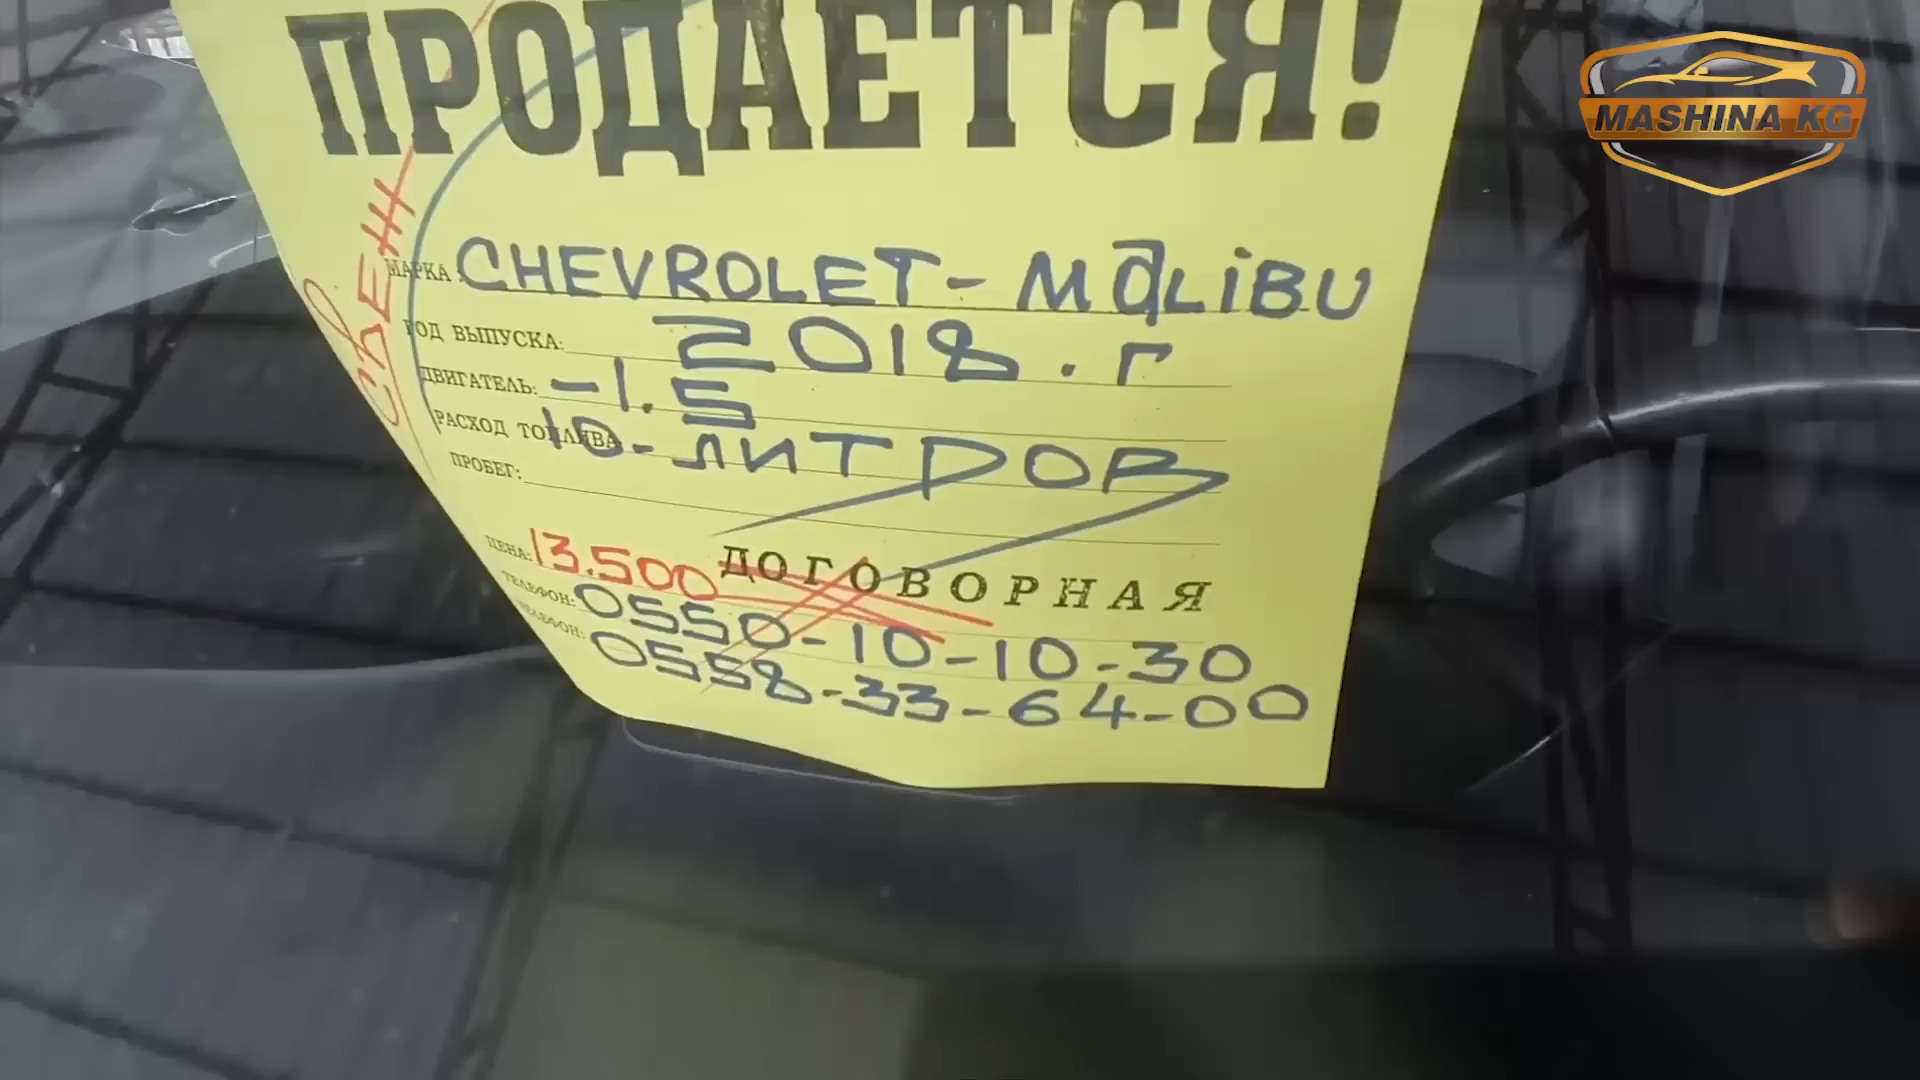 ПРОДАЕТСЯ!
MASHINA KG
СВЕЖ
МАРКА: CHEVROLET - MaLiBU
ГОД ВЫПУСКА: 2018.г
ДВИГАТЕЛЬ: -1.5
РАСХОД ТОПЛИВА 10-ЛИТРОВ
ПРОБЕГ:
ЦЕНА: 13.500 ДОГОВОРНАЯ
ТЕЛЕФОН: 0550-10-10-30
ТЕЛЕФОН: 0558-33-64-00